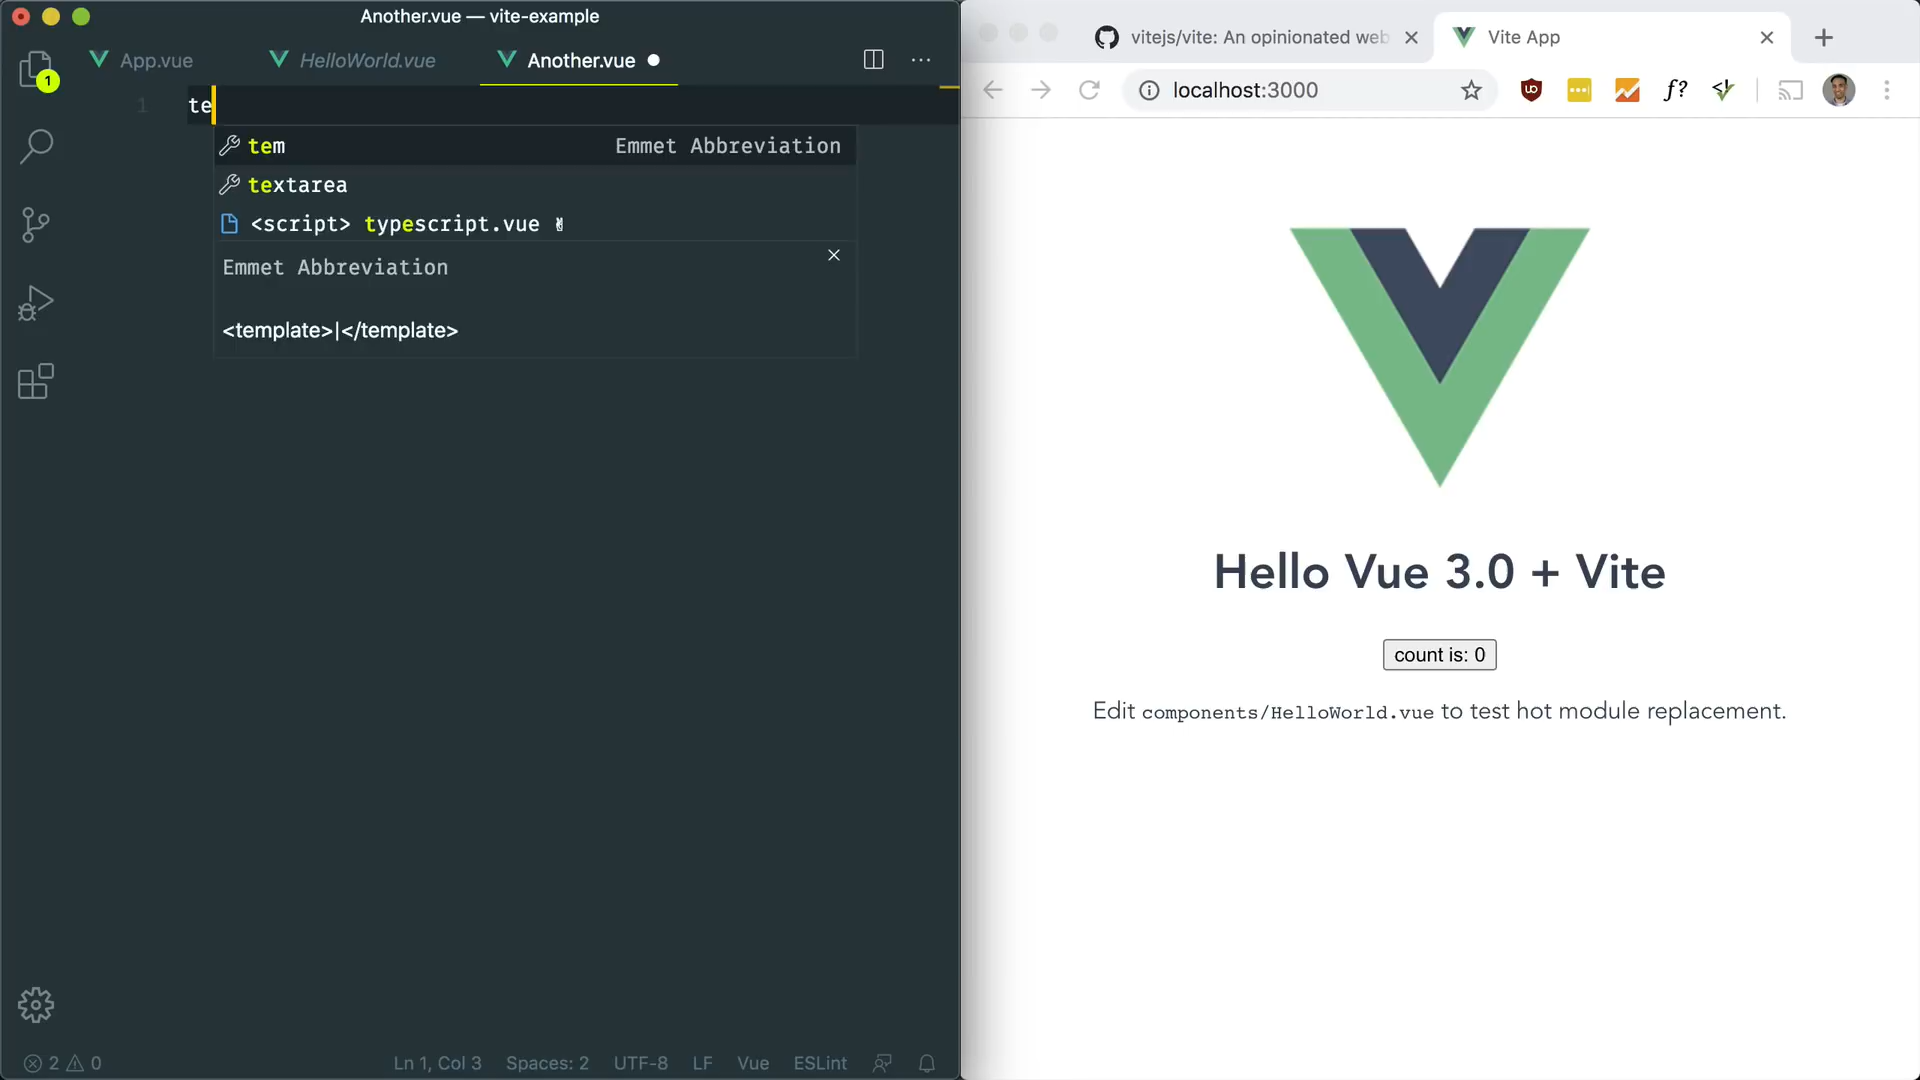 Another.vue — vite-example
App.vue
HelloWorld.vue
Another.vue
1
1
te
tem Emmet Abbreviation
textarea
<script> typescript.vue
Emmet Abbreviation
<template>|</template>
2 0
Ln 1, Col 3 Spaces: 2 UTF-8 LF Vue ESLint
vitejs/vite: An opinionated web
Vite App
localhost:3000
f?
Hello Vue 3.0 + Vite
count is: 0
Edit components/HelloWorld.vue to test hot module replacement.